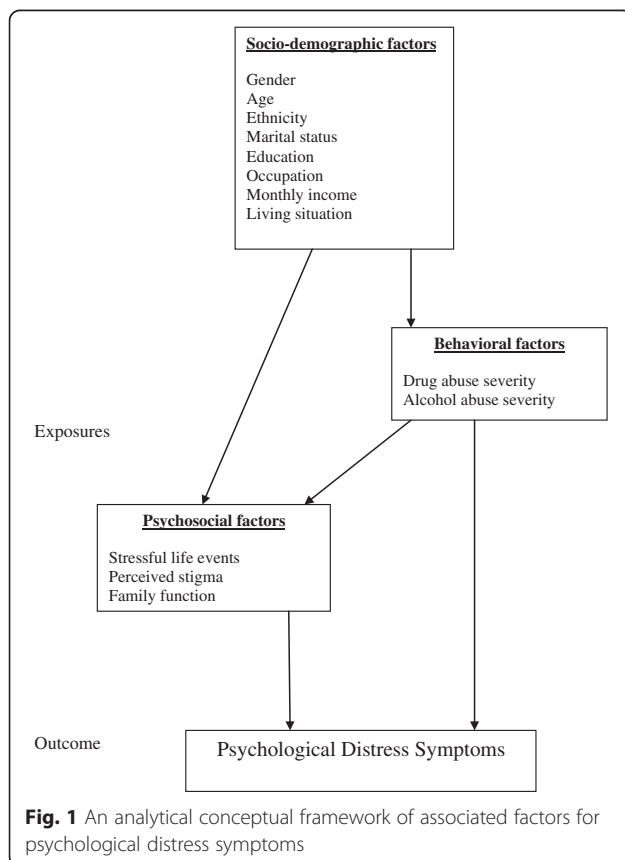 Socio-demographic factors
Gender
Age
Ethnicity
Marital status
Education
Occupation
Monthly income
Living situation
Behavioral factors
Drug abuse severity
Alcohol abuse severity
Exposures
Psychosocial factors
Stressful life events
Perceived stigma
Family function
Outcome
Psychological Distress Symptoms
Fig. 1 An analytical conceptual framework of associated factors for
psychological distress symptoms